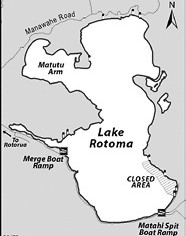 Manawahe Road
N
Matutu
Arm
Lake
Rotoma
To
Rotorua
Merge Boat
Ramp
CLOSED
AREA
Matahi Spit
Boat Ramp